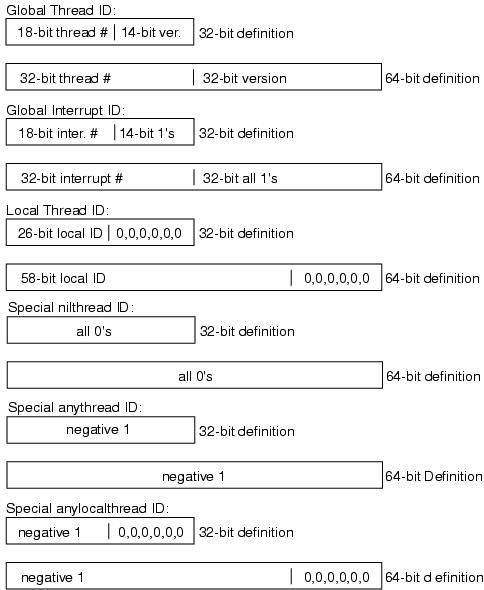 Global Thread ID:
18-bit thread # | 14-bit ver. 32-bit definition
32-bit thread # | 32-bit version 64-bit definition
Global Interrupt ID:
18-bit inter. # | 14-bit 1's 32-bit definition
32-bit interrupt # | 32-bit all 1's 64-bit definition
Local Thread ID:
26-bit local ID | 0,0,0,0,0,0 32-bit definition
58-bit local ID | 0,0,0,0,0,0 64-bit definition
Special nilthread ID:
all 0's 32-bit definition
all 0's 64-bit definition
Special anythread ID:
negative 1 32-bit definition
negative 1 64-bit Definition
Special anylocalthread ID:
negative 1 | 0,0,0,0,0,0 32-bit definition
negative 1 | 0,0,0,0,0,0 64-bit d efinition